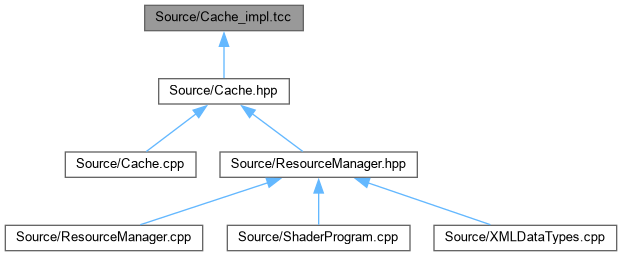 Source/Cache_impl.tcc
Source/Cache.hpp
Source/Cache.cpp
Source/ResourceManager.hpp
Source/ResourceManager.cpp
Source/ShaderProgram.cpp
Source/XMLDataTypes.cpp